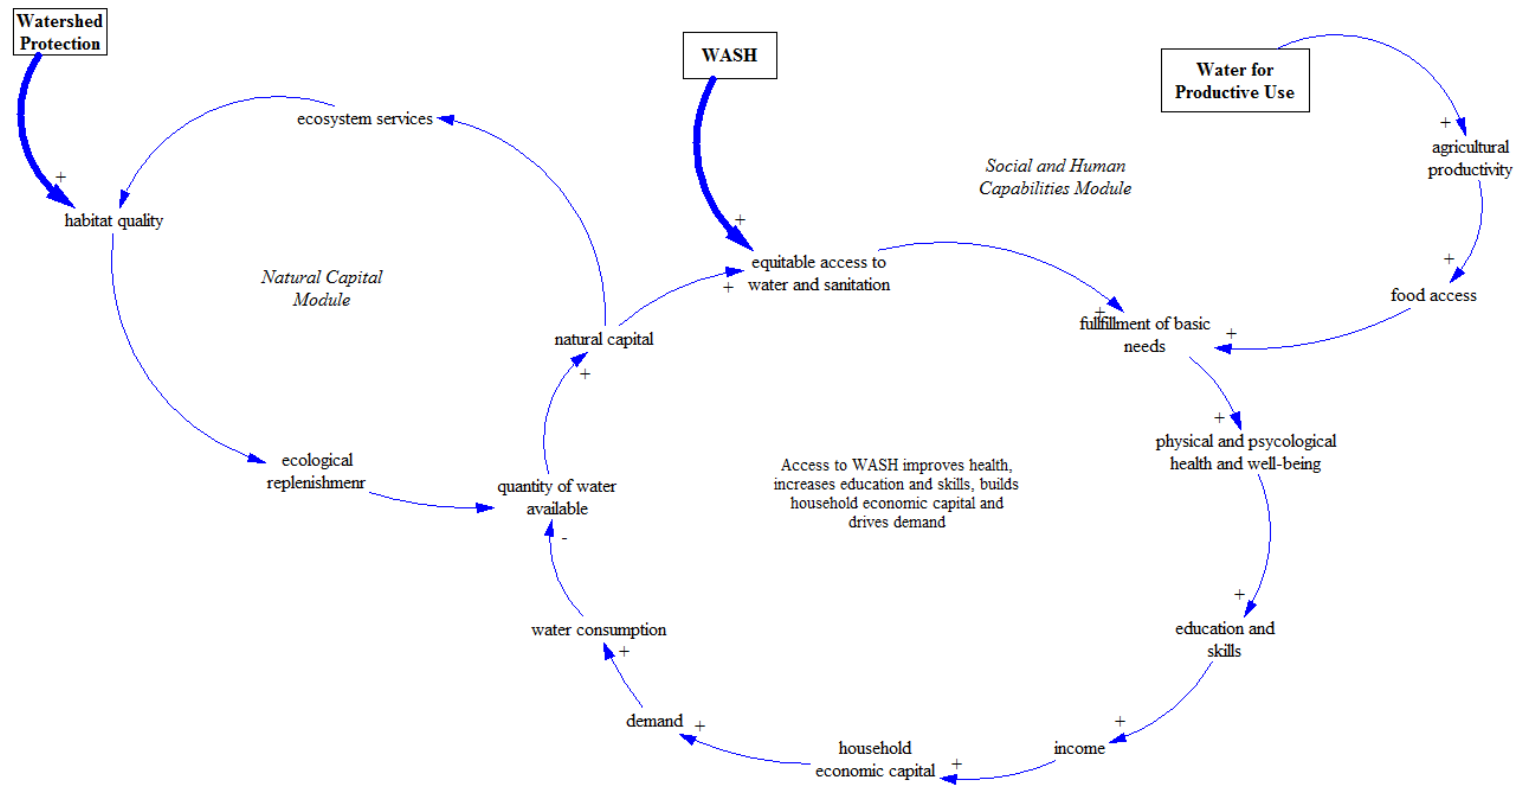 Watershed
Protection
WASH
Water for
Productive Use
ecosystem services
+
agricultural
productivity
Social and Human
Capabilities Module
+
habitat quality
+
Natural Capital
Module
equitable access to
water and sanitation
+
+
food access
natural capital
+
fullfillment of basic
needs
+
+
+
physical and psycological
health and well-being
ecological
replenishmenr
quantity of water
available
-
Access to WASH improves health,
increases education and skills, builds
household economic capital and
drives demand
+
education and
skills
water consumption
+
demand
+
household
economic capital
+
income
+